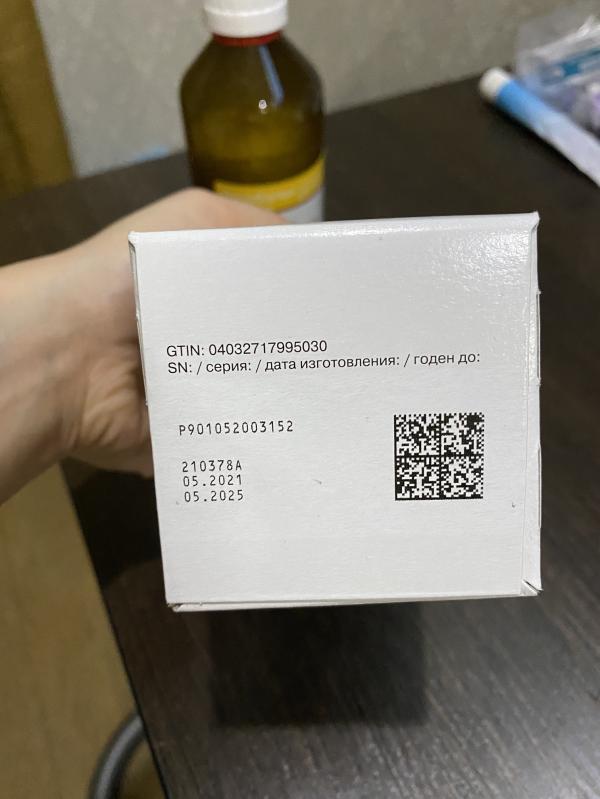 GTIN: 04032717995030
SN: / серия: / дата изготовления: / годен до:
P901052003152
210378A
05.2021
05.2025